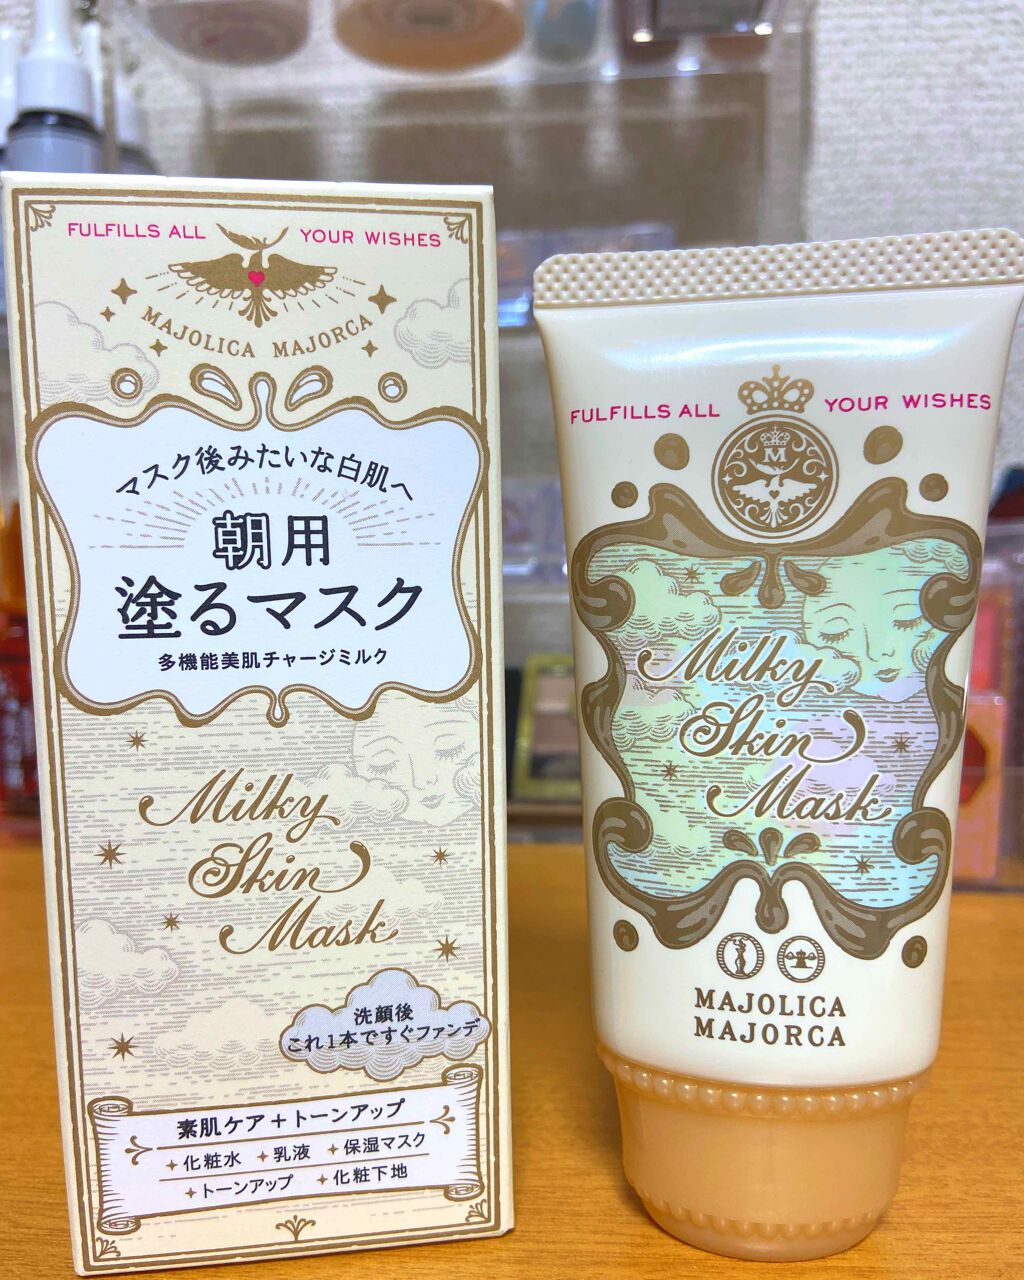 FULFILLS ALL YOUR WISHES
MAJOLICA MAJORCA
マスク後みたいな白肌へ
朝用
塗るマスク
多機能美肌チャージミルク
Milky
Skin
Mask
洗顔後
これ1本ですぐファンデ
素肌ケア+トーンアップ
化粧水 乳液 保湿マスク
トーンアップ 化粧下地
FULFILLS ALL YOUR WISHES
M
Milky
Skin
Mask
MAJOLICA
MAJORCA